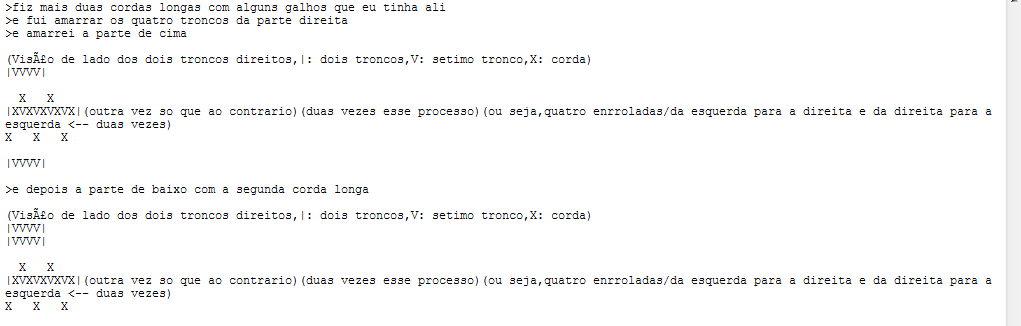 >fiz mais duas cordas longas com alguns galhos que eu tinha ali
>e fui amarrar os quatro troncos da parte direita
>e amarrei a parte de cima
(VisÃ£o de lado dos dois troncos direitos,|: dois troncos,V: setimo tronco,X: corda)
|VVVV|
X   X
|XVXVXVXVX|(outra vez so que ao contrario)(duas vezes esse processo)(ou seja,quatro enrroladas/da esquerda para a direita e da direita para a
esquerda <-- duas vezes)
X   X   X
|VVVV|
>e depois a parte de baixo com a segunda corda longa
(VisÃ£o de lado dos dois troncos direitos,|: dois troncos,V: setimo tronco,X: corda)
|VVVV|
|VVVV|
X   X
|XVXVXVXVX|(outra vez so que ao contrario)(duas vezes esse processo)(ou seja,quatro enrroladas/da esquerda para a direita e da direita para a
esquerda <-- duas vezes)
X   X   X